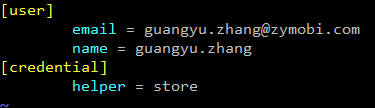 [user]
email = guangyu.zhang@zymobi.com
name = guangyu.zhang
[credential]
helper = store
~